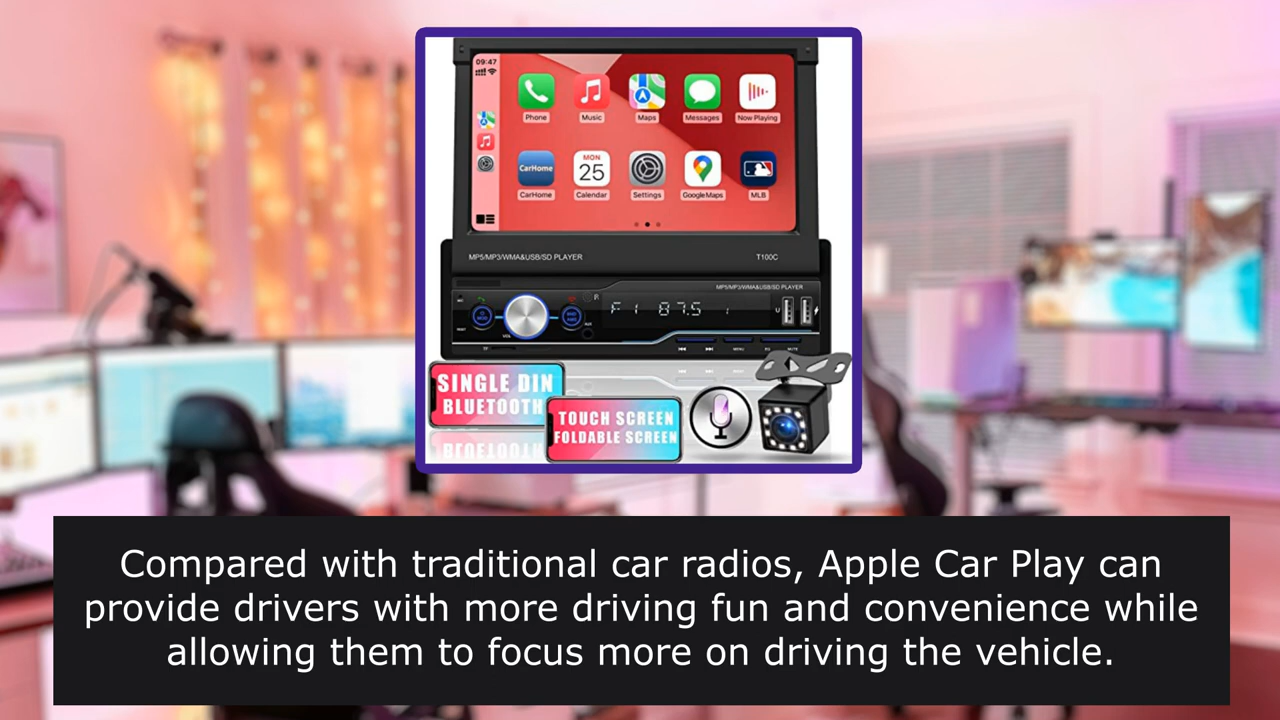 09:47
Phone
Music
Maps
Messages
Now Playing
CarHome
MON
25
CarHome
Calendar
Settings
Google Maps
MLB
MP5/MP3/WMA&USB/SD PLAYER
T100C
MP5/MP3/WMA&USB/SD PLAYER
R
F1 87.5
U
VOL
MENU
MUTE
SINGLE DIN
BLUETOOTH
TOUCH SCREEN
FOLDABLE SCREEN
Compared with traditional car radios, Apple Car Play can
provide drivers with more driving fun and convenience while
allowing them to focus more on driving the vehicle.